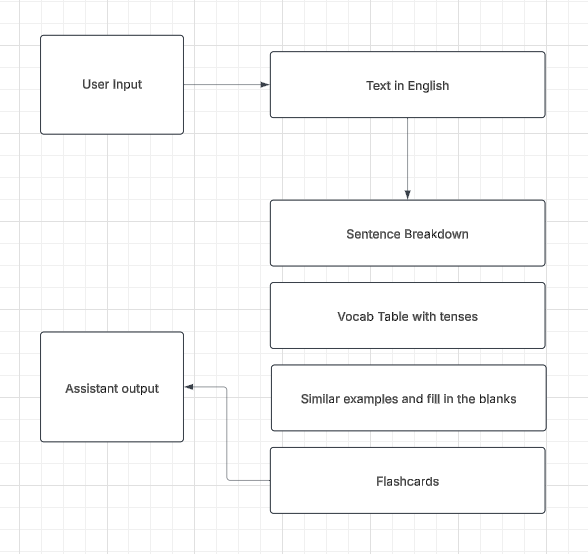 User Input
Text in English
Sentence Breakdown
Vocab Table with tenses
Assistant output
Similar examples and fill in the blanks
Flashcards